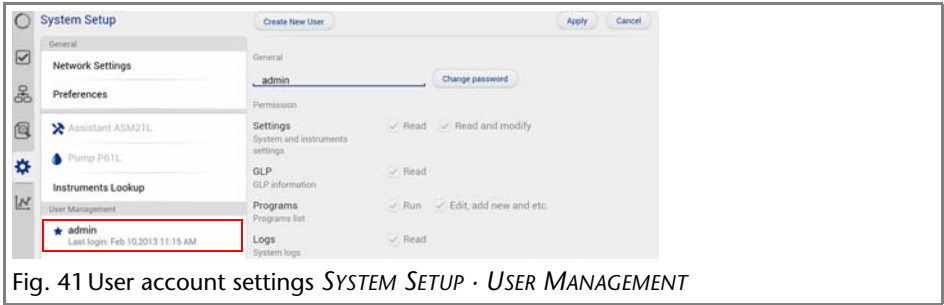 System Setup
Create New User
Apply
Cancel
General
Network Settings
Preferences
Assistant ASM21L
Pump P61L
Instruments Lookup
User Management
admin
Last login: Feb 10,2013 11:15 AM
General
admin
Change password
Permission
Settings
Read
Read and modify
System and instruments
settings
GLP
Read
GLP information
Programs
Run
Edit, add new and etc.
Programs list
Logs
Read
System logs
Fig. 41 User account settings SYSTEM SETUP · USER MANAGEMENT